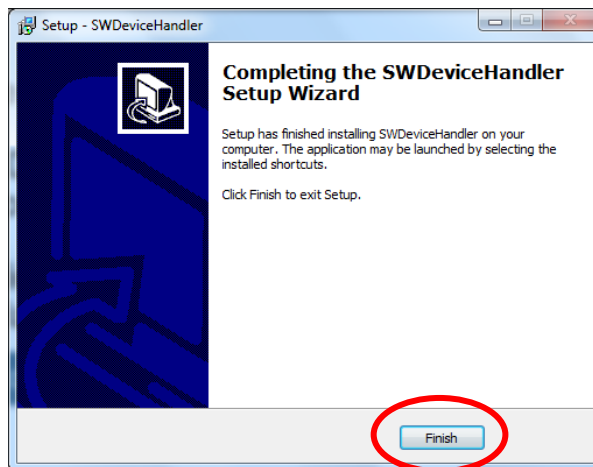 Setup - SWDeviceHandler
Completing the SWDeviceHandler
Setup Wizard
Setup has finished installing SWDeviceHandler on your
computer. The application may be launched by selecting the
installed shortcuts.
Click Finish to exit Setup.
Finish